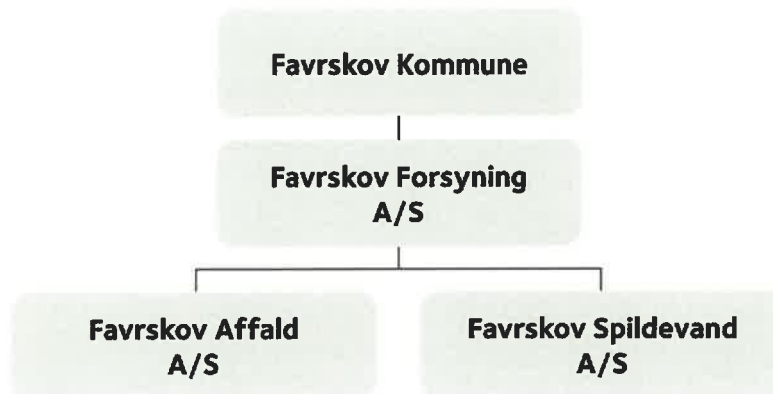 Favrskov Kommune
Favrskov Forsyning
A/S
Favrskov Affald
A/S
Favrskov Spildevand
A/S